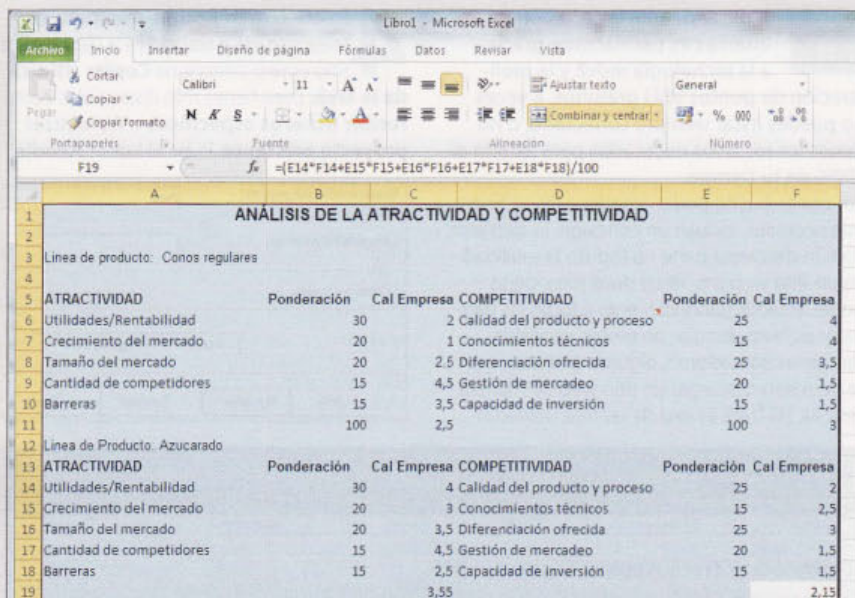 Libro1 - Microsoft Excel
Archivo Inicio Insertar Diseño de página Fórmulas Datos Revisar Vista
Cortar
Copiar
Copiar formato
Pegar
Calibri 11 A A
N K S
Ajustar texto
Combinar y centrar
General
% 000
Portapapeles Fuente Alineación Número
F19 fx =(E14*F14+E15*F15+E16*F16+E17*F17+E18*F18)/100
A B C D E F
1 ANÁLISIS DE LA ATRACTIVIDAD Y COMPETITIVIDAD
2
3 Linea de producto: Conos regulares
4
5 ATRACTIVIDAD Ponderación Cal Empresa COMPETITIVIDAD Ponderación Cal Empresa
6 Utilidades/Rentabilidad 30 2 Calidad del producto y proceso 25 4
7 Crecimiento del mercado 20 1 Conocimientos técnicos 15 4
8 Tamaño del mercado 20 2,5 Diferenciación ofrecida 25 3,5
9 Cantidad de competidores 15 4,5 Gestión de mercadeo 20 1,5
10 Barreras 15 3,5 Capacidad de inversión 15 1,5
11 100 2,5 100 3
12 Linea de Producto: Azucarado
13 ATRACTIVIDAD Ponderación Cal Empresa COMPETITIVIDAD Ponderación Cal Empresa
14 Utilidades/Rentabilidad 30 4 Calidad del producto y proceso 25 2
15 Crecimiento del mercado 20 3 Conocimientos técnicos 15 2,5
16 Tamaño del mercado 20 3,5 Diferenciación ofrecida 25 3
17 Cantidad de competidores 15 4,5 Gestión de mercadeo 20 1,5
18 Barreras 15 2,5 Capacidad de inversión 15 1,5
19 3,55 2,15